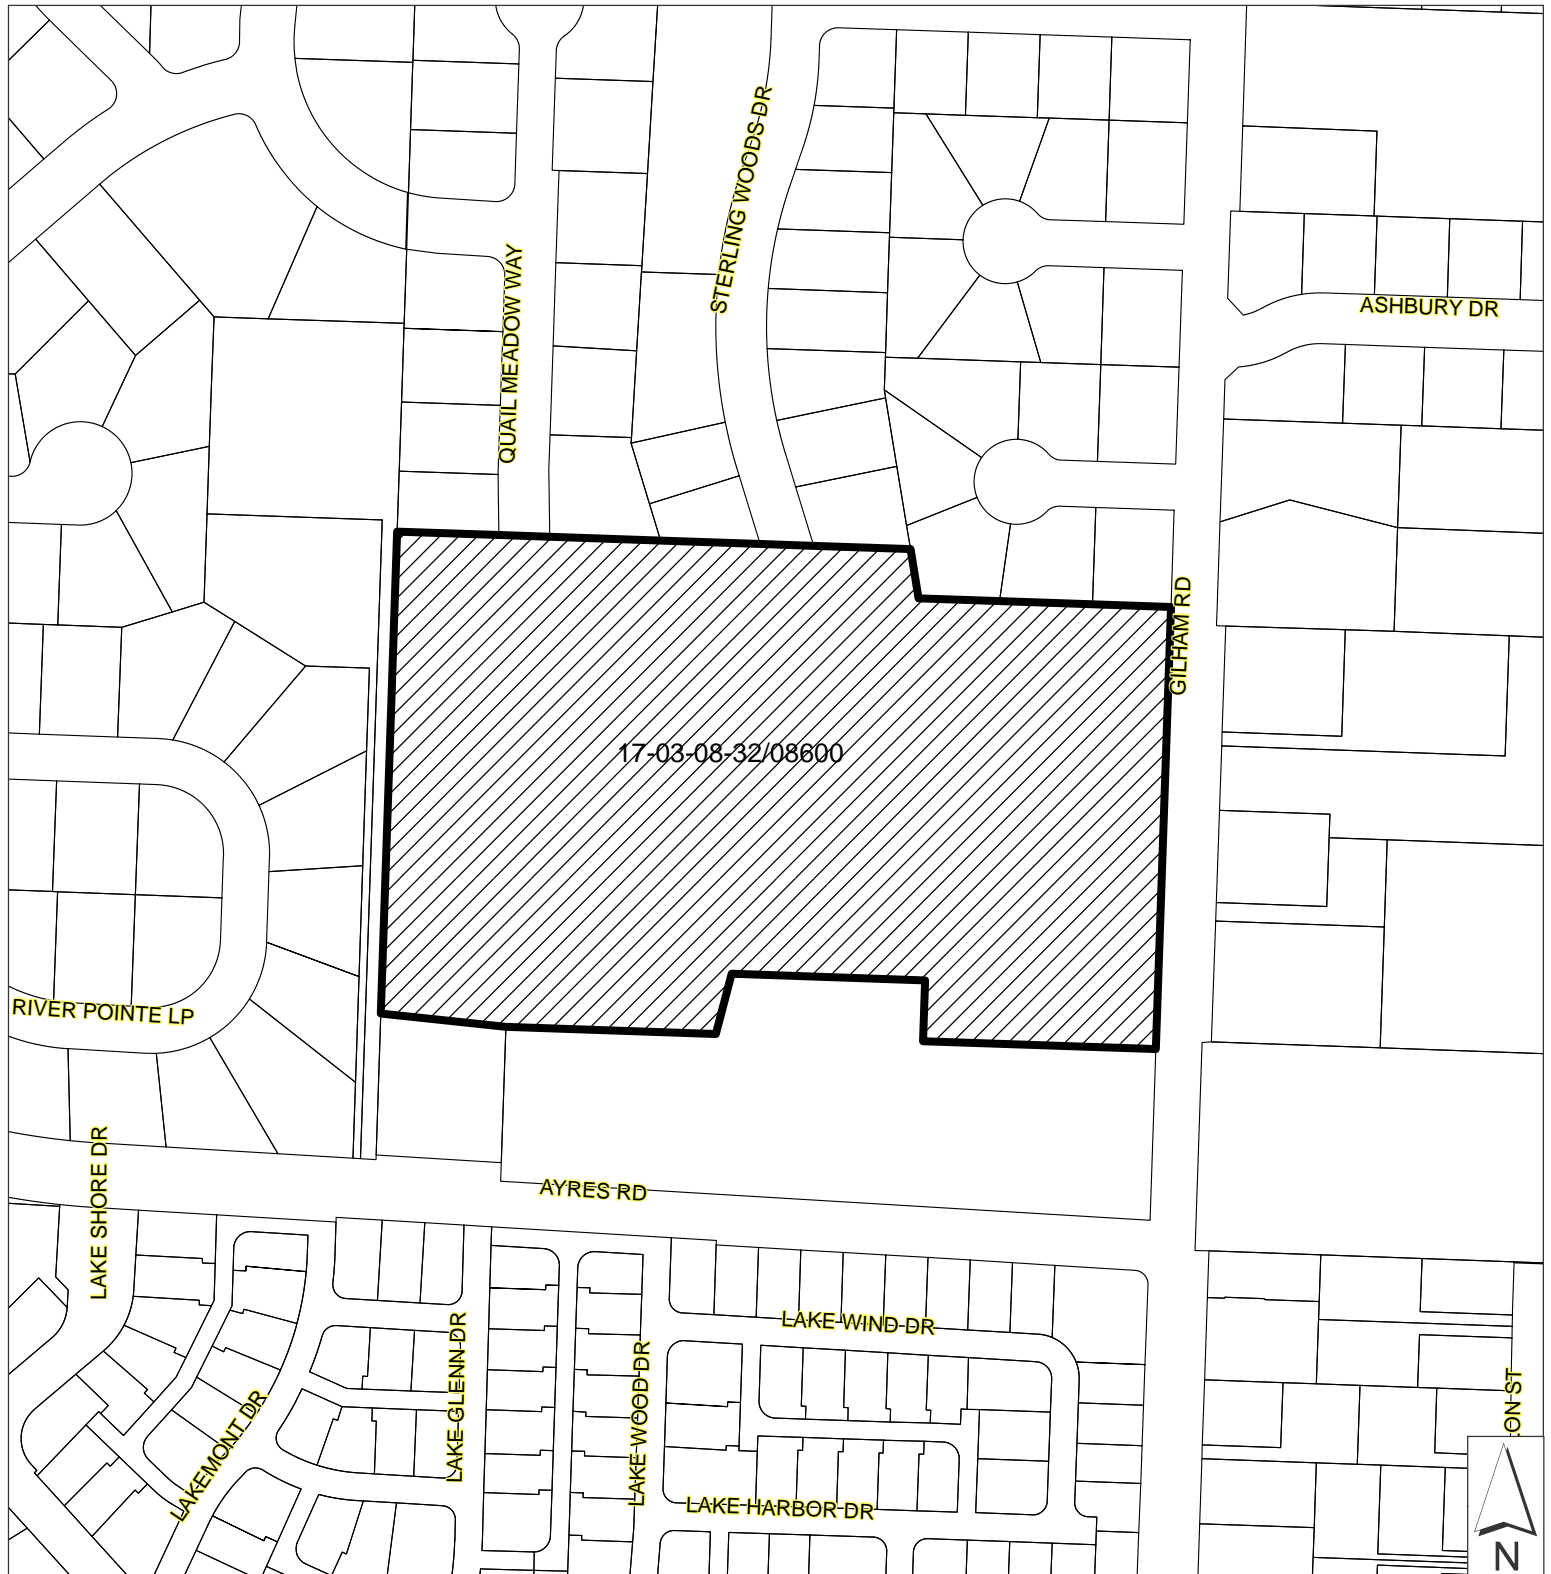 STERLING WOODS DR
QUAIL MEADOW WAY
ASHBURY DR
GILHAM RD
17-03-08-32/08600
RIVER POINTE LP
LAKE SHORE DR
AYRES RD
LAKE WIND DR
LAKE GLENN DR
LAKE WOOD DR
LAKEMONT DR
LAKE HARBOR DR
ST
N